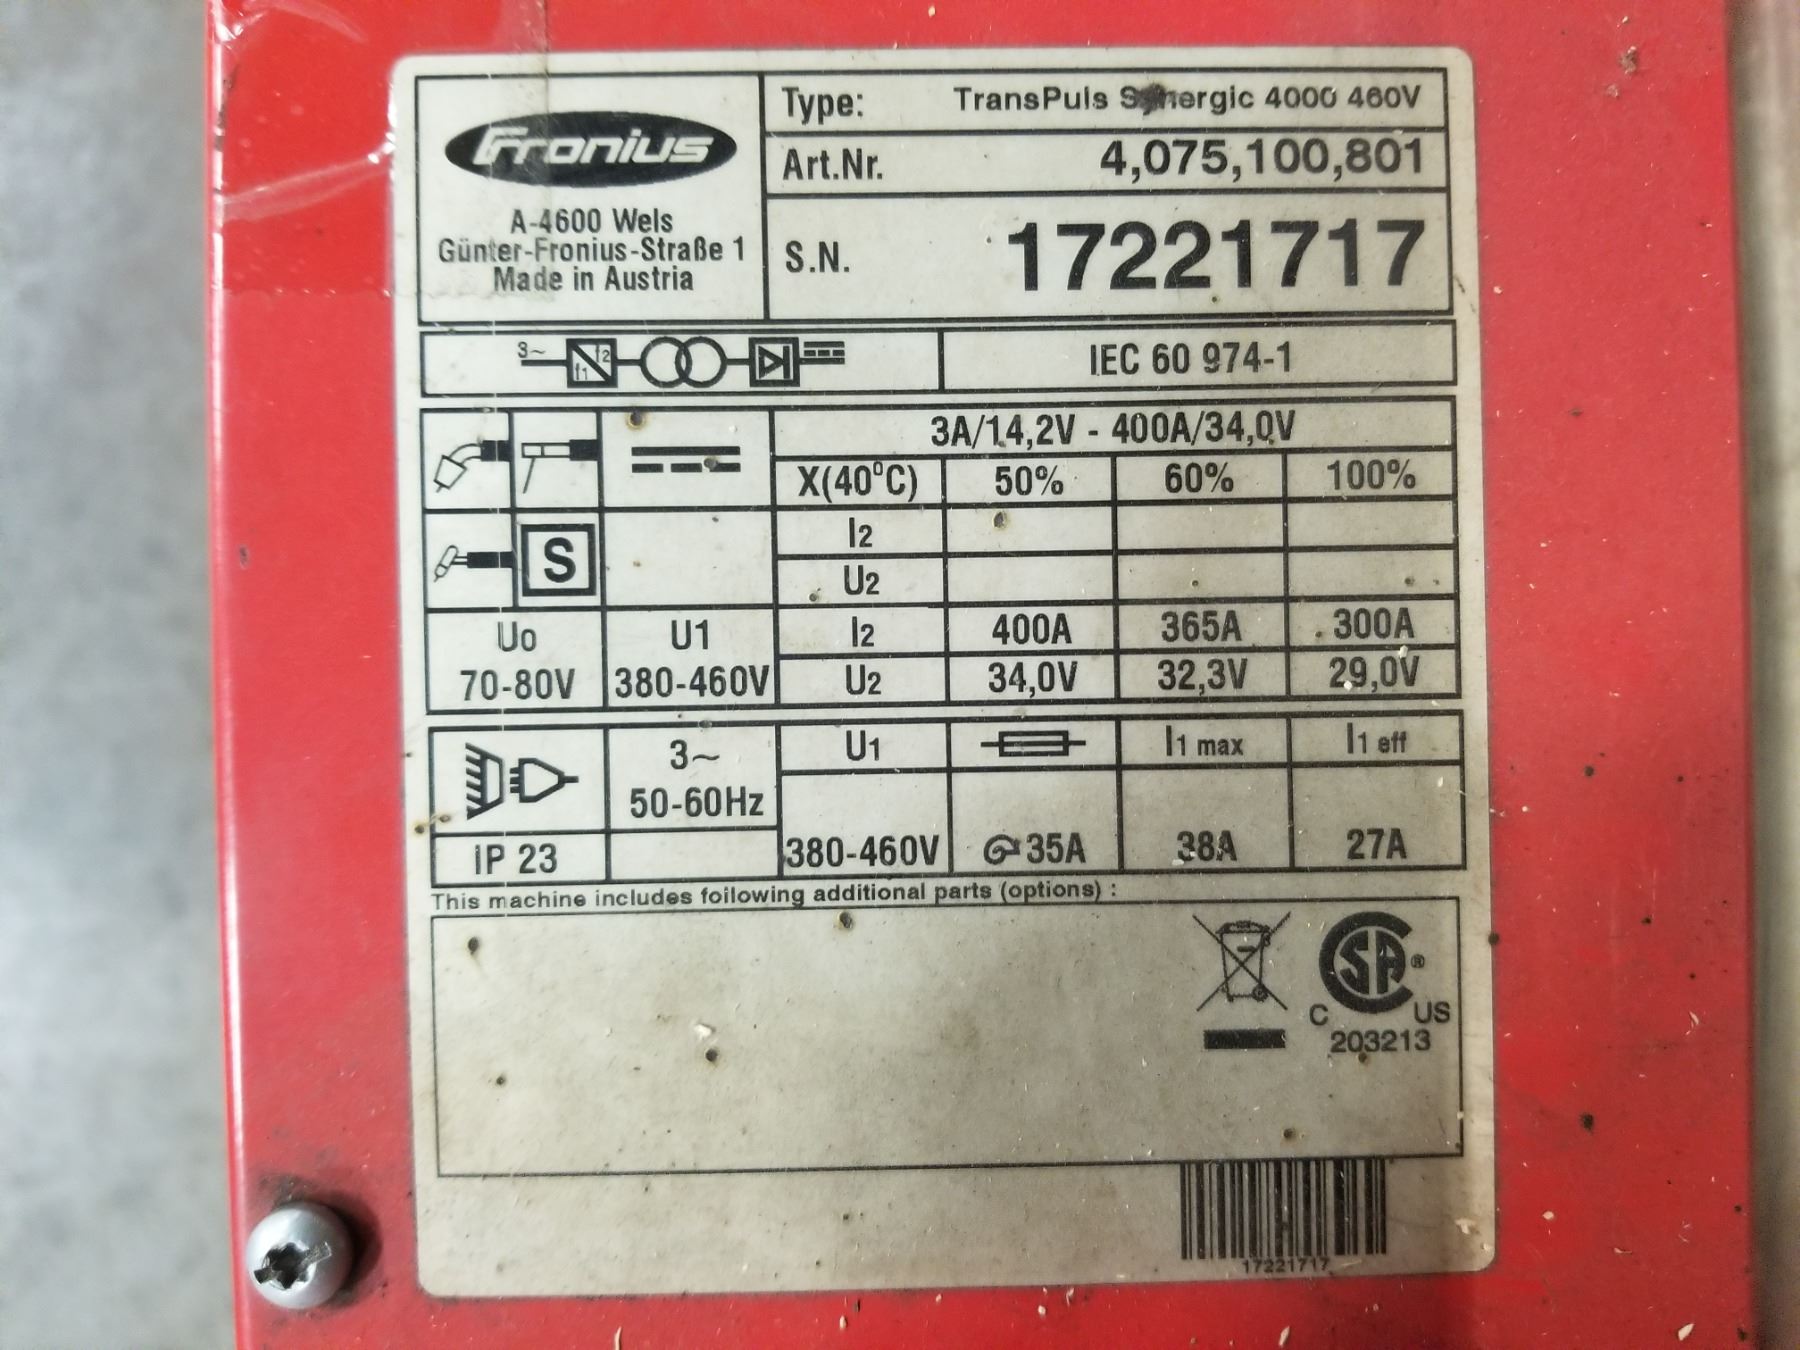 Fronius
A-4600 Wels
Günter-Fronius-Straße 1
Made in Austria
Type: TransPuls Synergic 4000 460V
Art.Nr. 4,075,100,801
S.N. 17221717
3~ f1 f2
IEC 60 974-1
3A/14,2V - 400A/34,0V
X(40°C) 50% 60% 100%
I2
S
U2
Uo U1 I2 400A 365A 300A
70-80V 380-460V U2 34,0V 32,3V 29,0V
3~ U1 I1 max I1 eff
50-60Hz
IP 23 380-460V 35A 38A 27A
This machine includes following additional parts (options) :
CSA ®
C US
203213
17221717